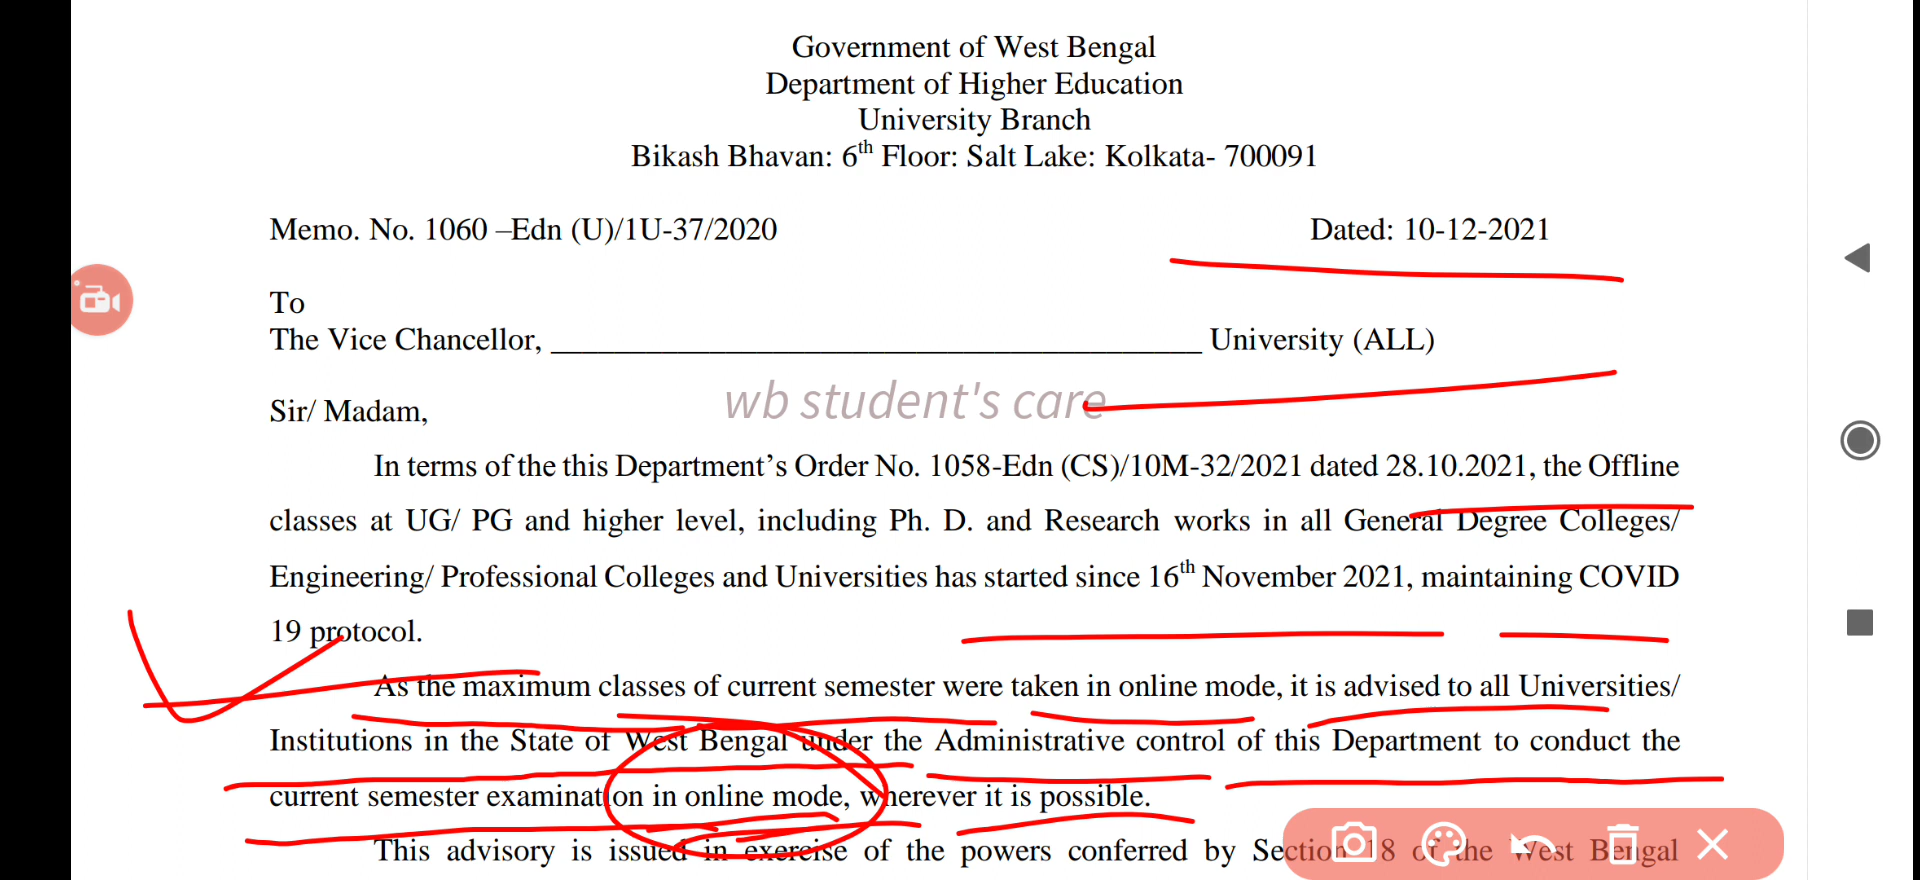 Government of West Bengal
Department of Higher Education
University Branch
Bikash Bhavan: 6th Floor: Salt Lake: Kolkata- 700091
Memo. No. 1060 –Edn (U)/1U-37/2020 Dated: 10-12-2021
To
The Vice Chancellor, ________________________________________ University (ALL)
wb student's care
Sir/ Madam,
In terms of the this Department’s Order No. 1058-Edn (CS)/10M-32/2021 dated 28.10.2021, the Offline
classes at UG/ PG and higher level, including Ph. D. and Research works in all General Degree Colleges/
Engineering/ Professional Colleges and Universities has started since 16th November 2021, maintaining COVID
19 protocol.
As the maximum classes of current semester were taken in online mode, it is advised to all Universities/
Institutions in the State of West Bengal under the Administrative control of this Department to conduct the
current semester examination in online mode, wherever it is possible.
This advisory is issued in exercise of the powers conferred by Section 18 of the West Bengal